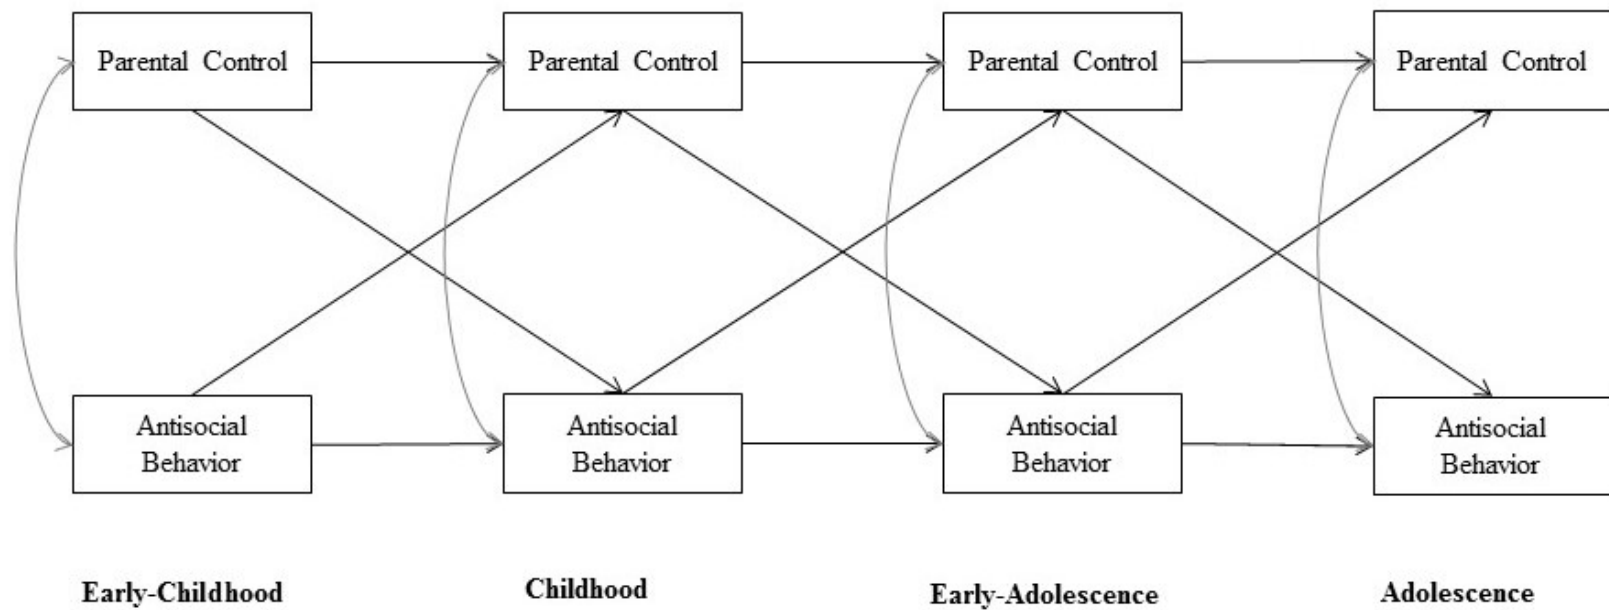 Parental Control
Parental Control
Parental Control
Parental Control
Antisocial
Behavior
Antisocial
Behavior
Antisocial
Behavior
Antisocial
Behavior
Early-Childhood
Childhood
Early-Adolescence
Adolescence